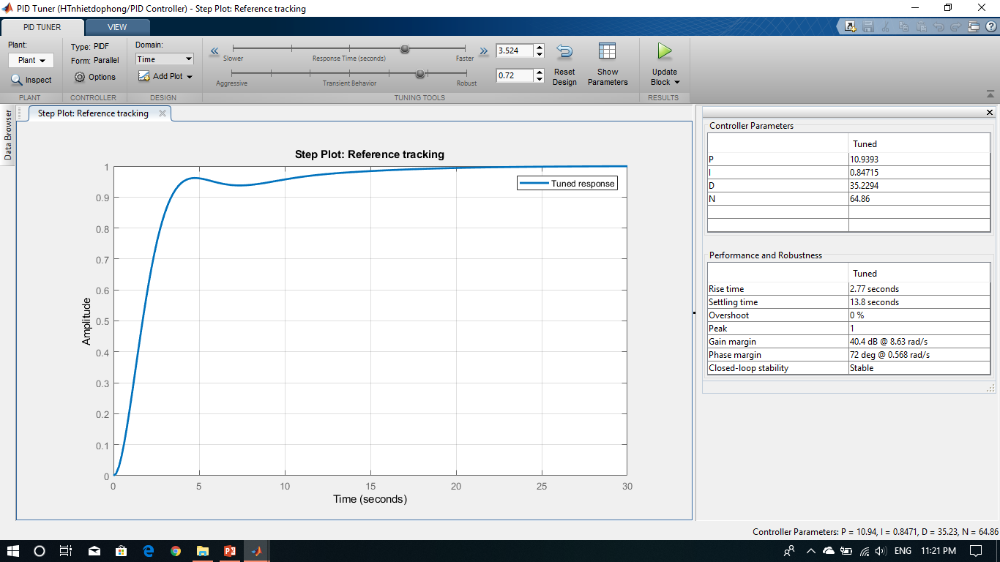 PID Tuner (HTnhietdophong/PID Controller) - Step Plot: Reference tracking
PID TUNER
VIEW
Plant:
Plant
Inspect
PLANT
Type: PIDF
Form: Parallel
Options
CONTROLLER
Domain:
Time
Add Plot
DESIGN
Slower
Response Time (seconds)
Faster
3.524
Aggressive
Transient Behavior
Robust
0.72
Reset
Design
Show
Parameters
TUNING TOOLS
Update
Block
RESULTS
Data Browser
Step Plot: Reference tracking
Step Plot: Reference tracking
Tuned response
Amplitude
1
0.9
0.8
0.7
0.6
0.5
0.4
0.3
0.2
0.1
0
0 5 10 15 20 25 30
Time (seconds)
Controller Parameters
Tuned
P 10.9393
I 0.84715
D 35.2294
N 64.86
Performance and Robustness
Tuned
Rise time 2.77 seconds
Settling time 13.8 seconds
Overshoot 0 %
Peak 1
Gain margin 40.4 dB @ 8.63 rad/s
Phase margin 72 deg @ 0.568 rad/s
Closed-loop stability Stable
Controller Parameters: P = 10.94, I = 0.8471, D = 35.23, N = 64.86
ENG 11:21 PM